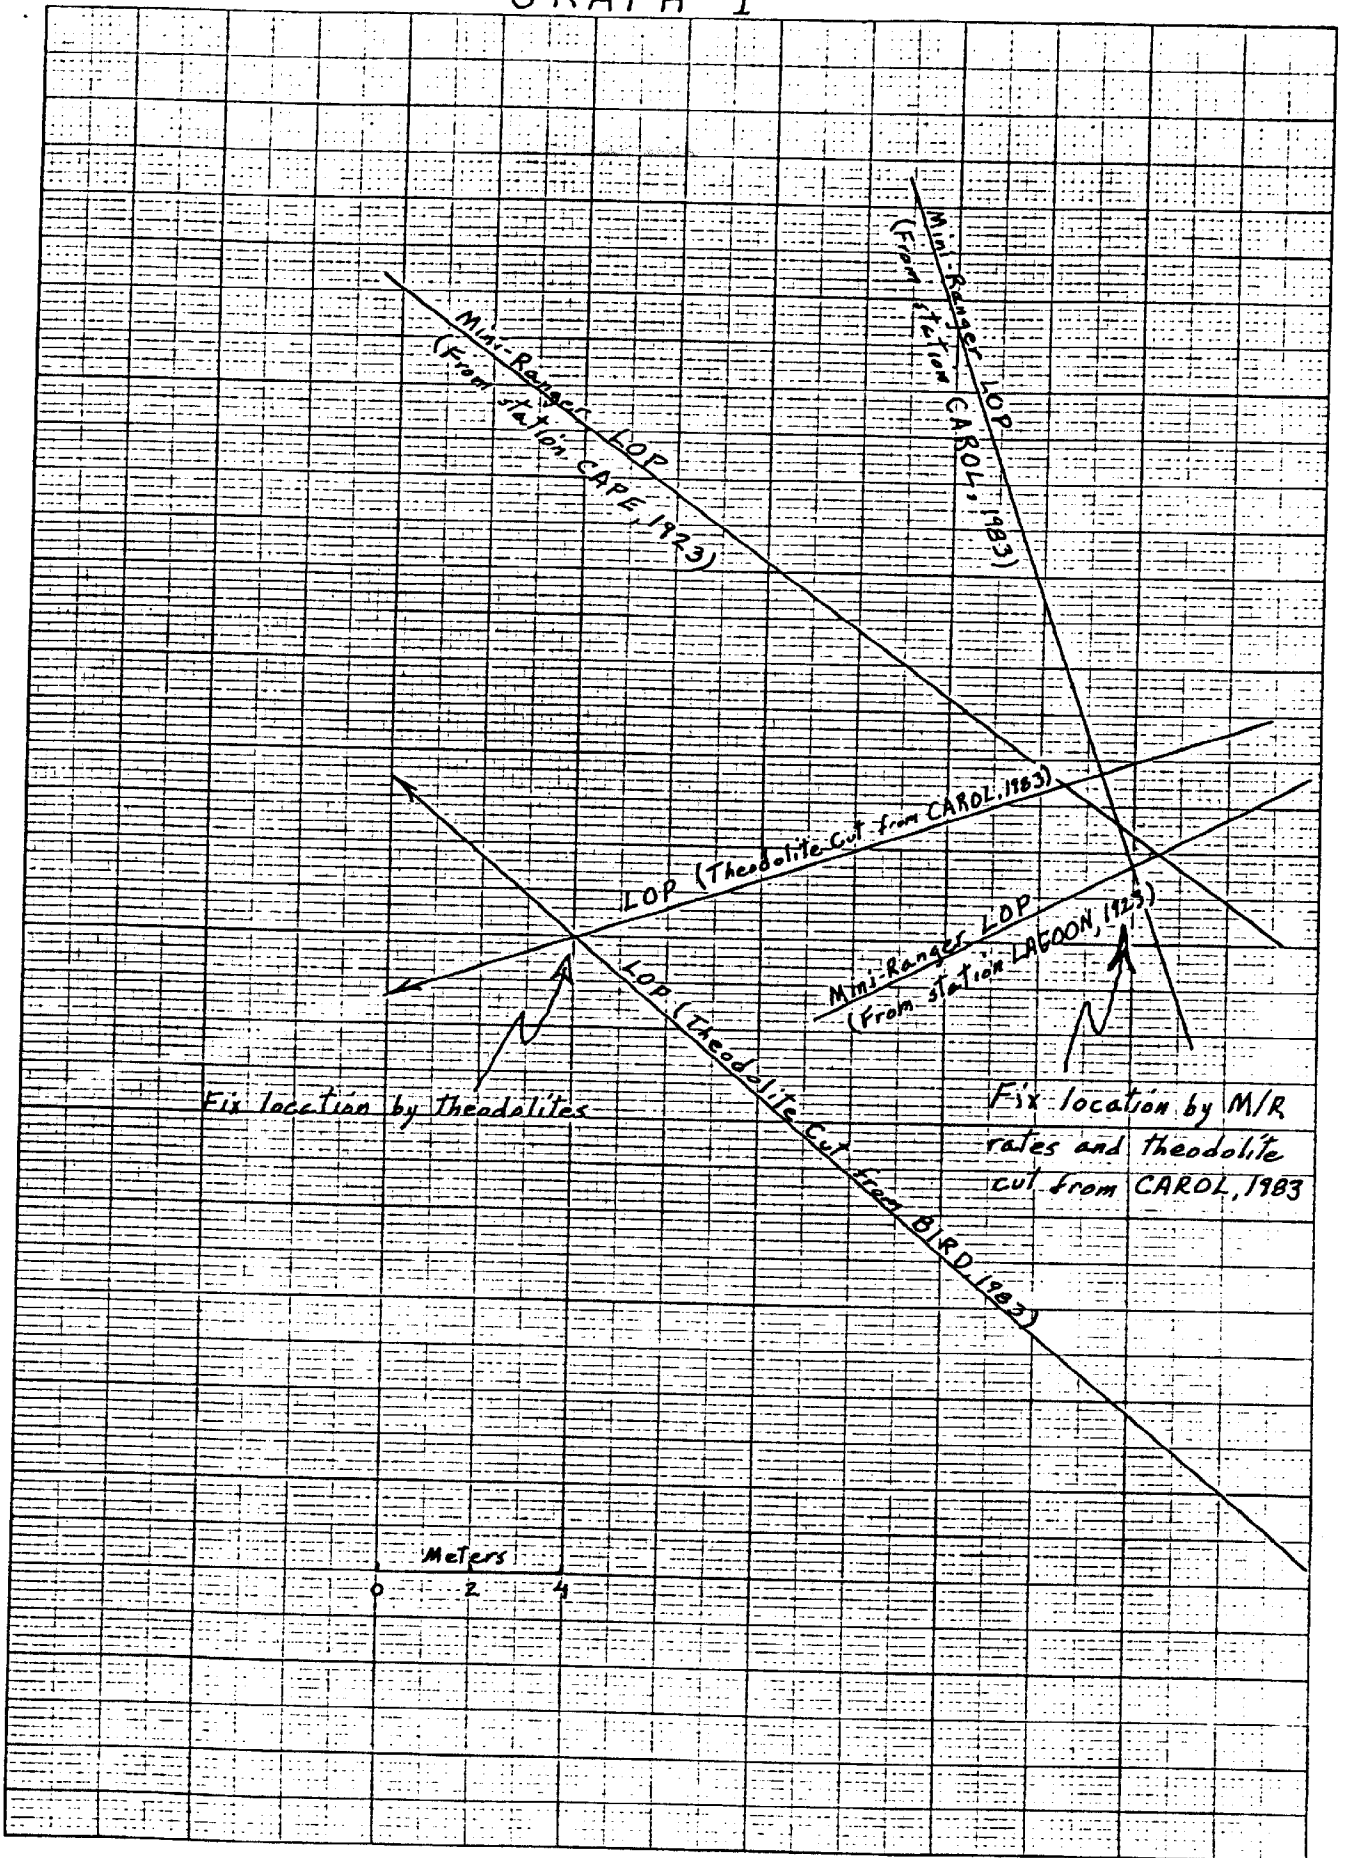 GRAPH 1
Mini-Ranger LOP
(From station CAROL, 1983)
Mini-Ranger LOP
(From station CAPE, 1923)
LOP (Theodolite Cut from CAROL, 1983)
Mini-Ranger LOP
(From station LAGOON, 1923)
LOP (Theodolite Cut from BIRD, 1983)
Fix location by Theodolites
Fix location by M/R
rates and theodolite
cut from CAROL, 1983
Meters
0 2 4